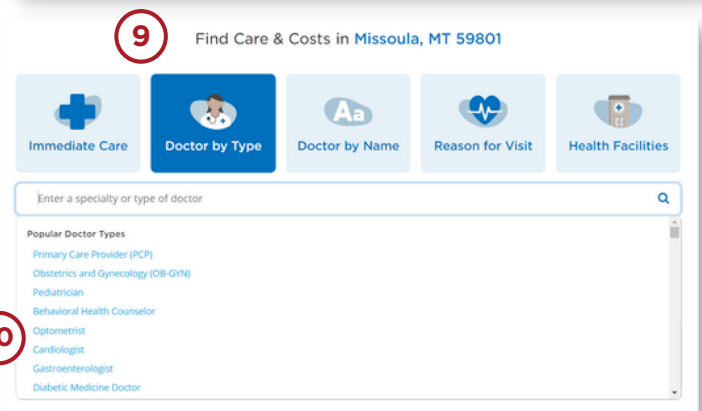 9
Find Care & Costs in Missoula, MT 59801
Immediate Care
Doctor by Type
Aa
Doctor by Name
Reason for Visit
Health Facilities
Enter a specialty or type of doctor
Popular Doctor Types
Primary Care Provider (PCP)
Obstetrics and Gynecology (OB-GYN)
Pediatrician
Behavioral Health Counselor
0
Optometrist
Cardiologist
Gastroenterologist
Diabetic Medicine Doctor